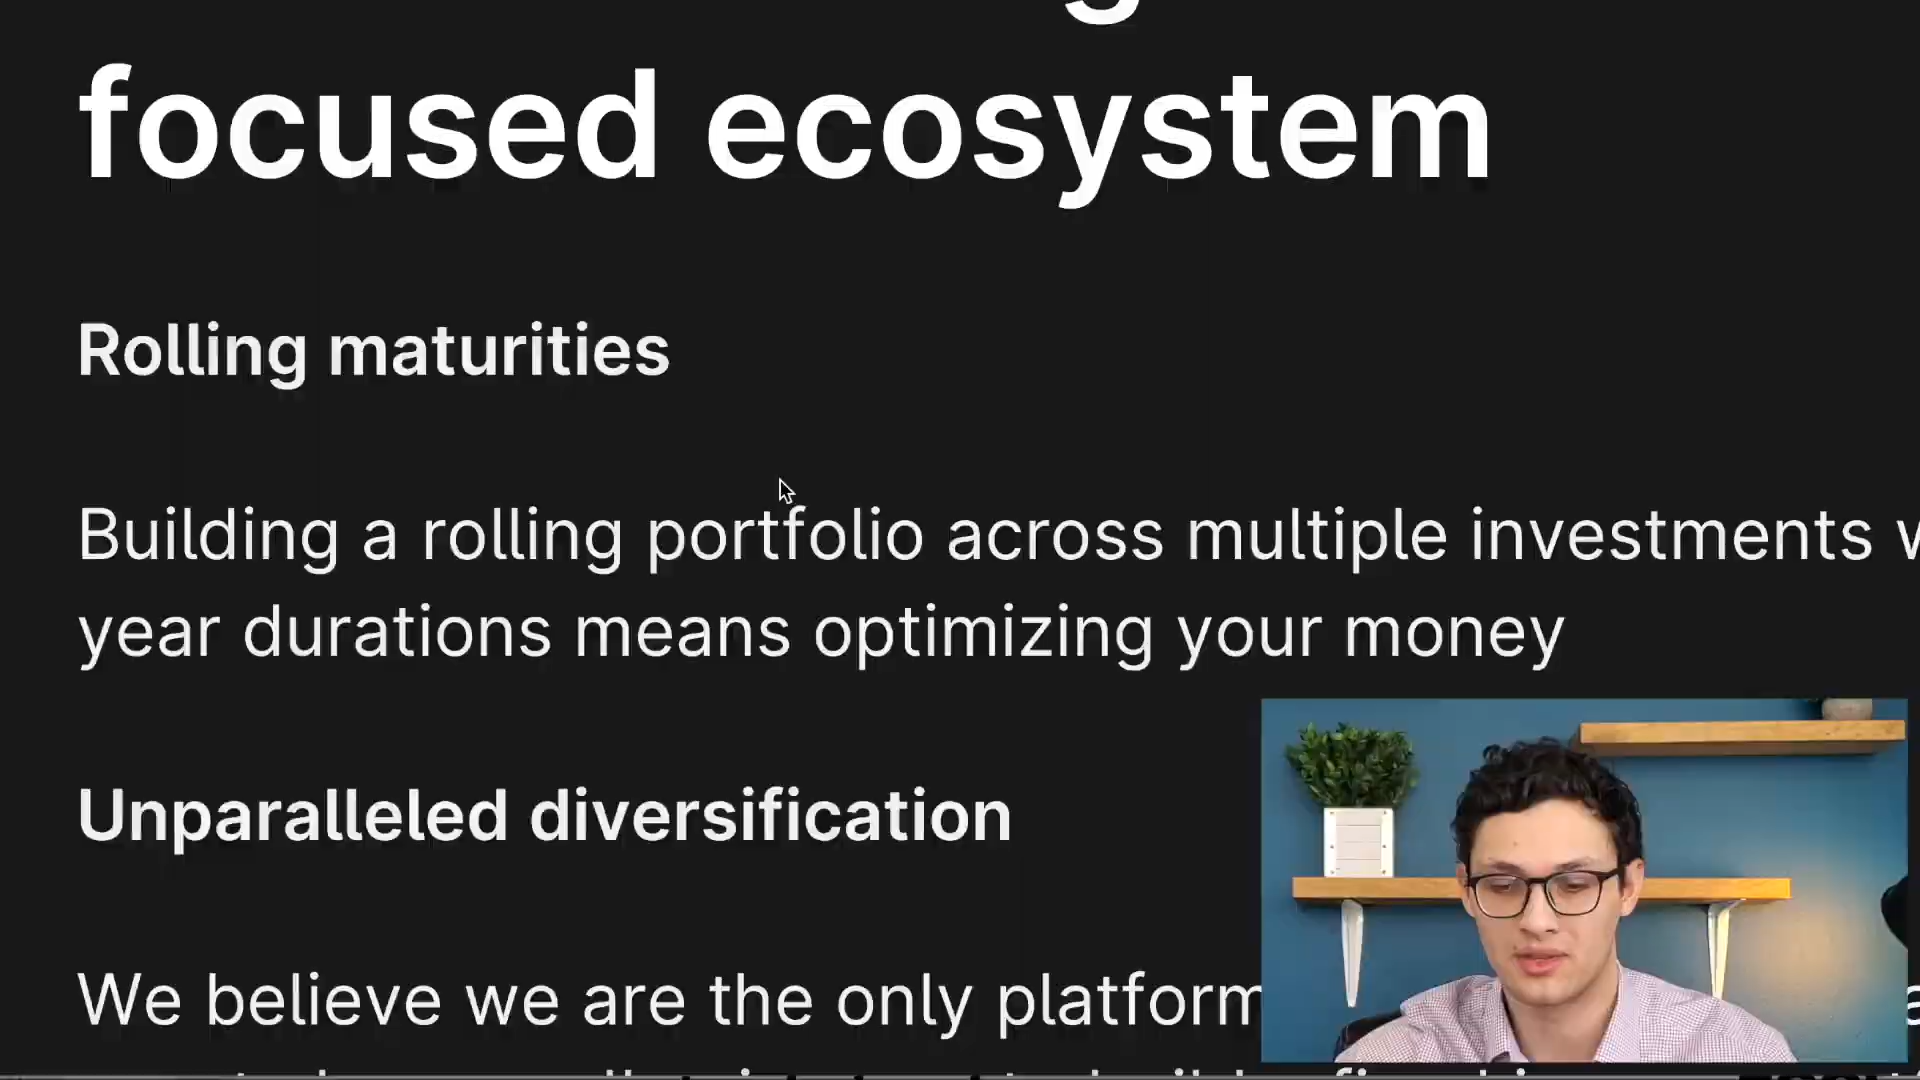 focused ecosystem
Rolling maturities
Building a rolling portfolio across multiple investments
year durations means optimizing your money
Unparalleled diversification
We believe we are the only platform